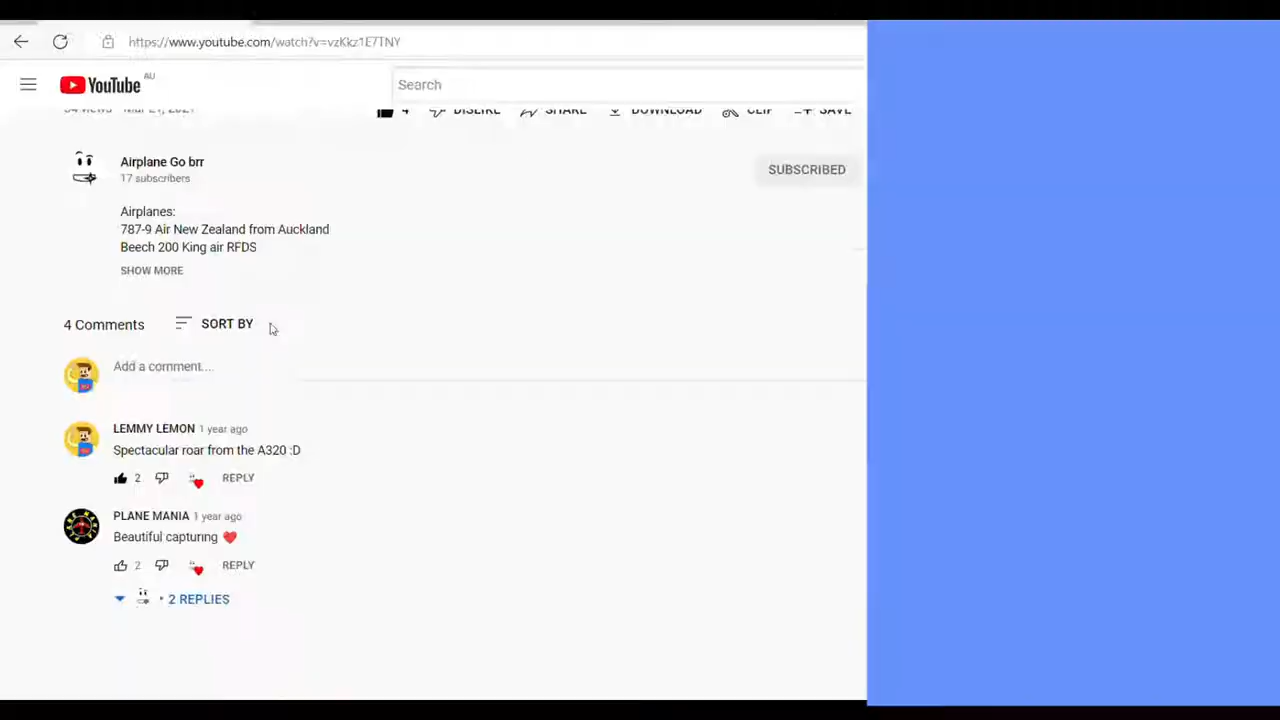 https://www.youtube.com/watch?v=vzKkz1E7TNY
YouTube AU
Search
4 DISLIKE SHARE DOWNLOAD CLIP SAVE
Airplane Go brr
17 subscribers
SUBSCRIBED
Airplanes:
787-9 Air New Zealand from Auckland
Beech 200 King air RFDS
SHOW MORE
4 Comments SORT BY
Add a comment...
LEMMY LEMON 1 year ago
Spectacular roar from the A320 :D
2 REPLY
PLANE MANIA 1 year ago
Beautiful capturing ❤️
2 REPLY
• 2 REPLIES